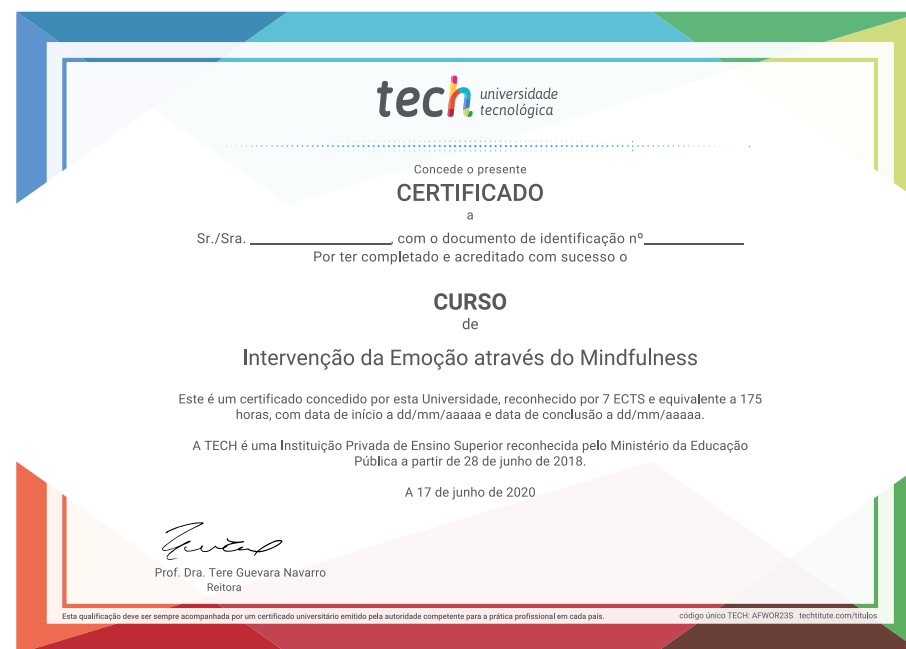 tech universidade
tecnológica
Concede o presente
CERTIFICADO
a
Sr./Sra. ____________________, com o documento de identificação nº______________
Por ter completado e acreditado com sucesso o
CURSO
de
Intervenção da Emoção através do Mindfulness
Este é um certificado concedido por esta Universidade, reconhecido por 7 ECTS e equivalente a 175
horas, com data de início a dd/mm/aaaaa e data de conclusão a dd/mm/aaaaa.
A TECH é uma Instituição Privada de Ensino Superior reconhecida pelo Ministério da Educação
Pública a partir de 28 de junho de 2018.
A 17 de junho de 2020
Prof. Dra. Tere Guevara Navarro
Reitora
Esta qualificação deve ser sempre acompanhada por um certificado universitário emitido pela autoridade competente para a prática profissional em cada país.
código único TECH: AFWOR23S techtitute.com/titulos